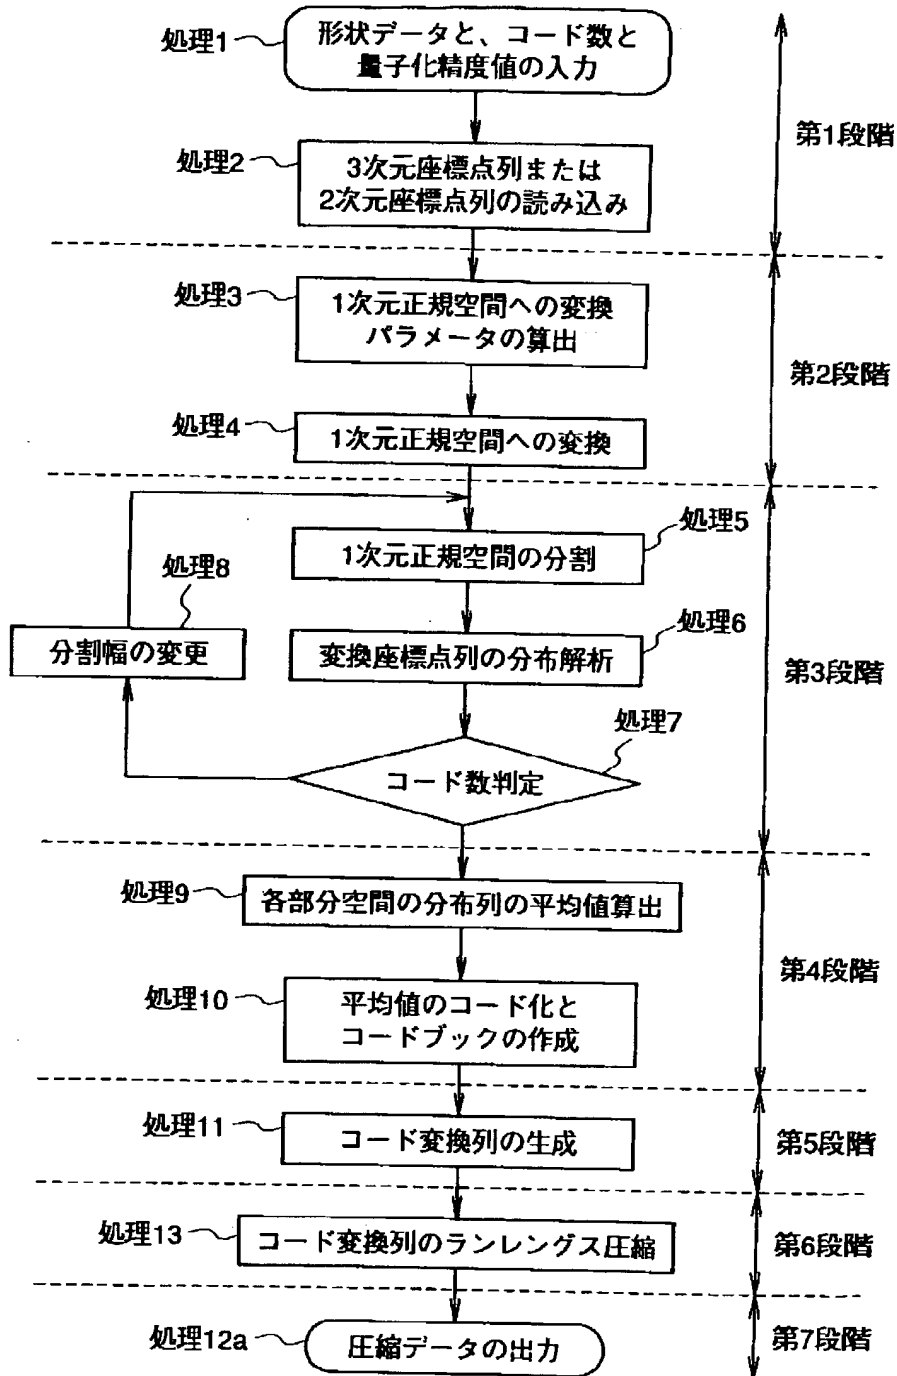 処理1
形状データと、コード数と
量子化精度値の入力
第1段階
処理2
3次元座標点列または
2次元座標点列の読み込み
処理3
1次元正規空間への変換
パラメータの算出
第2段階
処理4
1次元正規空間への変換
処理5
1次元正規空間の分割
処理8
分割幅の変更
処理6
変換座標点列の分布解析
第3段階
処理7
コード数判定
処理9
各部分空間の分布列の平均値算出
第4段階
処理10
平均値のコード化と
コードブックの作成
処理11
コード変換列の生成
第5段階
処理13
コード変換列のランレングス圧縮
第6段階
処理12a
圧縮データの出力
第7段階